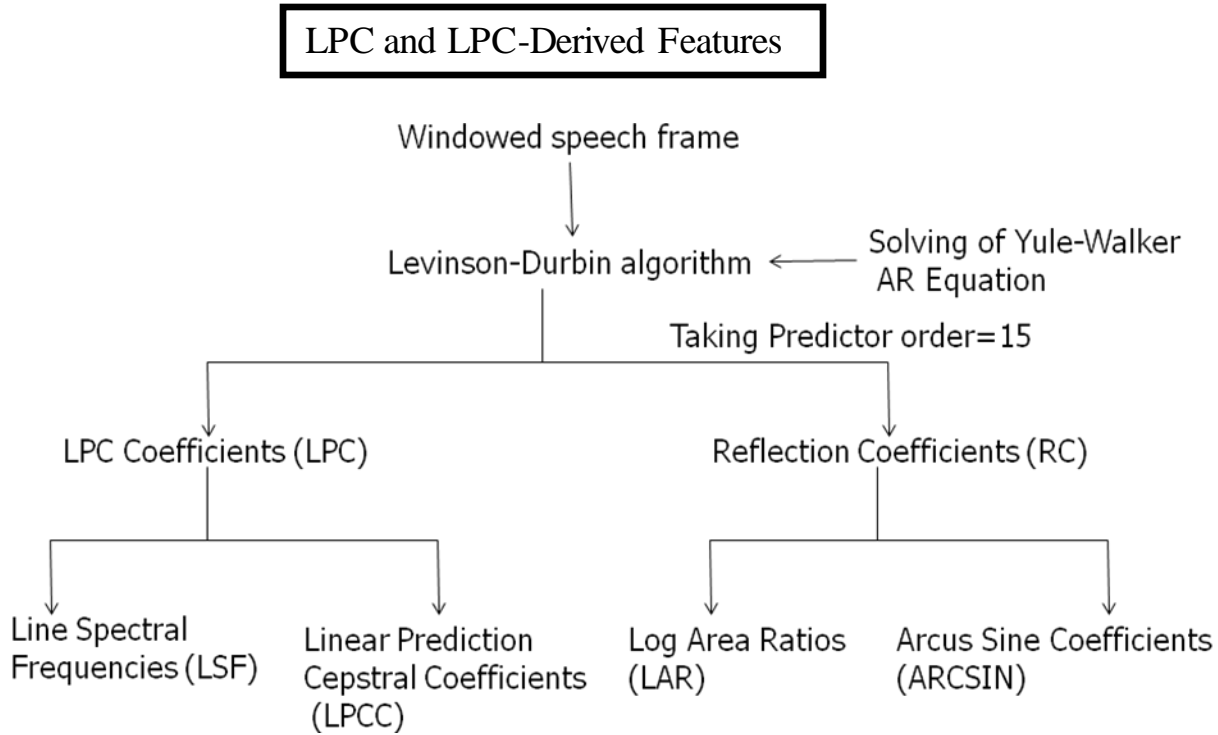 LPC and LPC-Derived Features
Windowed speech frame
Levinson-Durbin algorithm
Solving of Yule-Walker
AR Equation
Taking Predictor order=15
LPC Coefficients (LPC)
Reflection Coefficients (RC)
Line Spectral
Frequencies (LSF)
Linear Prediction
Cepstral Coefficients
(LPCC)
Log Area Ratios
(LAR)
Arcus Sine Coefficients
(ARCSIN)